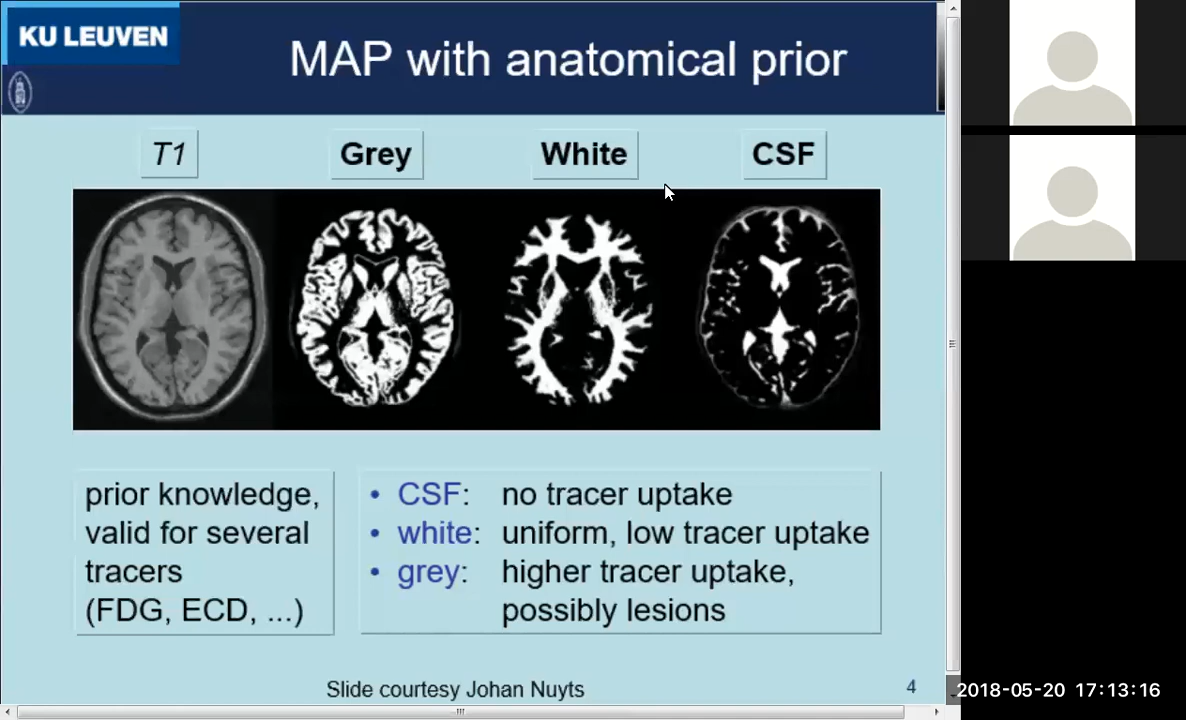 KU LEUVEN
MAP with anatomical prior
T1
Grey
White
CSF
prior knowledge,
valid for several
tracers
(FDG, ECD, ...)
• CSF: no tracer uptake
• white: uniform, low tracer uptake
• grey: higher tracer uptake,
possibly lesions
Slide courtesy Johan Nuyts
4
2018-05-20 17:13:16